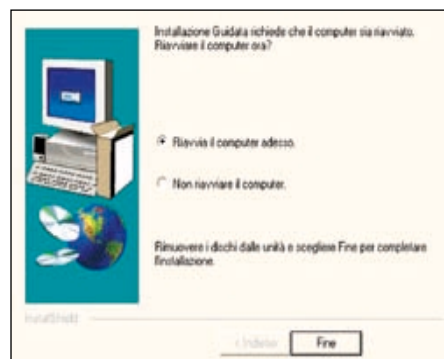 Installazione Guidata richiede che il computer sia riavviato.
Riavviare il computer ora?
Riavvia il computer adesso.
Non riavviare il computer.
Rimuovere i dischi dalle unità e scegliere Fine per completare
l'installazione.
InstallShield
< Indietro
Fine